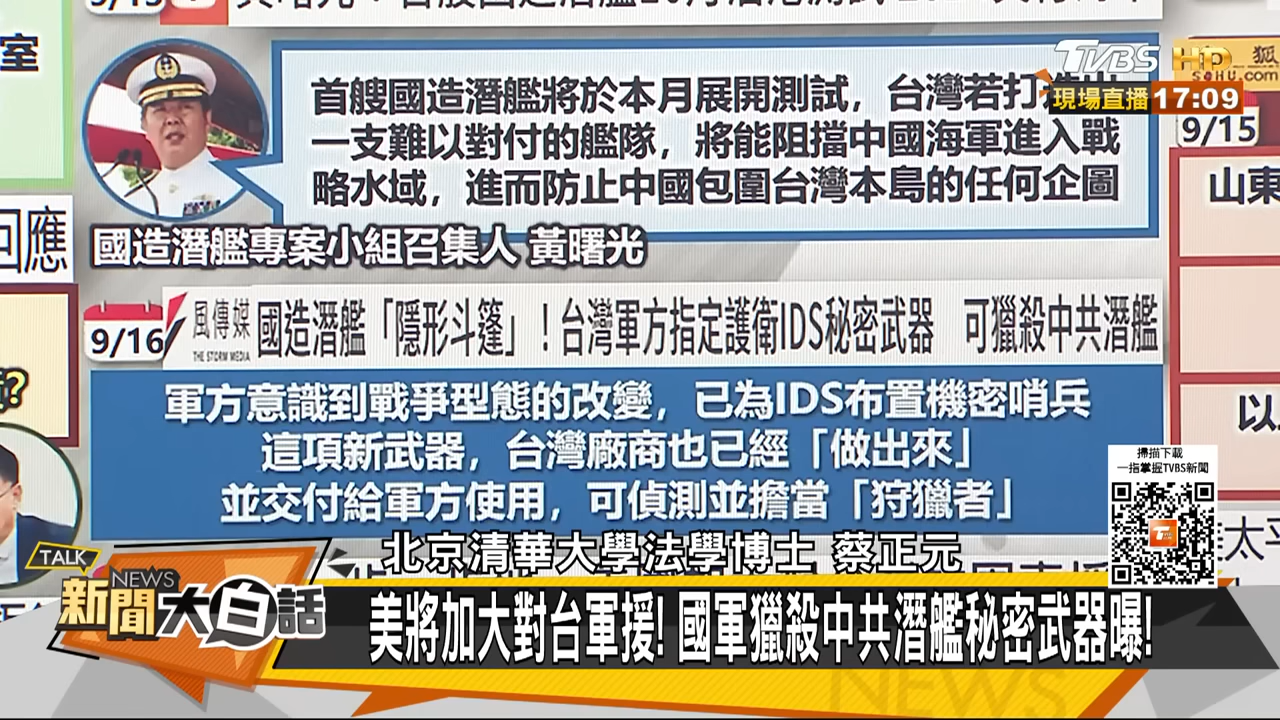 TVBS HD
現場直播 17:09
搜狐
SOHU.com
9/15
室
首艘國造潛艦將於本月展開測試，台灣若打造出
一支難以對付的艦隊，將能阻擋中國海軍進入戰
略水域，進而防止中國包圍台灣本島的任何企圖
9/15
山東
回應
國造潛艦專案小組召集人 黃曙光
9/16
風傳媒
THE STORM MEDIA
國造潛艦「隱形斗篷」！台灣軍方指定護衛IDS秘密武器 可獵殺中共潛艦
軍方意識到戰爭型態的改變，已為IDS布置機密哨兵
這項新武器，台灣廠商也已經「做出來」
並交付給軍方使用，可偵測並擔當「狩獵者」
以
掃描下載
一指掌握TVBS新聞
太平
北京清華大學法學博士 蔡正元
TALK
NEWS
新聞大白話
美將加大對台軍援! 國軍獵殺中共潛艦秘密武器曝!
NEWS